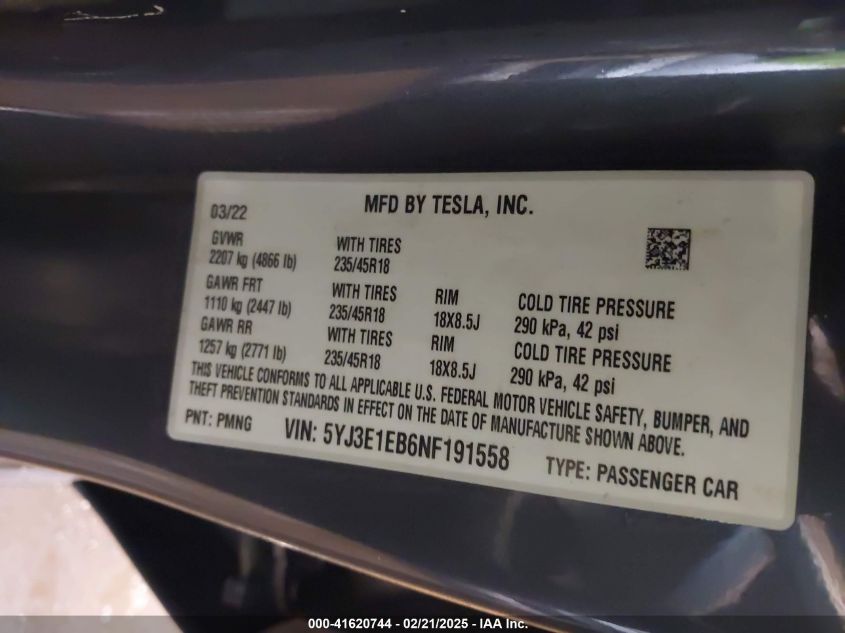 MFD BY TESLA, INC.
03/22
GVWR
2207 kg (4866 lb)
WITH TIRES
235/45R18
GAWR FRT
1110 kg (2447 lb)
WITH TIRES
235/45R18
RIM
18X8.5J
COLD TIRE PRESSURE
290 kPa, 42 psi
GAWR RR
1257 kg (2771 lb)
WITH TIRES
235/45R18
RIM
18X8.5J
COLD TIRE PRESSURE
290 kPa, 42 psi
THIS VEHICLE CONFORMS TO ALL APPLICABLE U.S. FEDERAL MOTOR VEHICLE SAFETY, BUMPER, AND
THEFT PREVENTION STANDARDS IN EFFECT ON THE DATE OF MANUFACTURE SHOWN ABOVE.
PNT: PMNG
VIN: 5YJ3E1EB6NF191558
TYPE: PASSENGER CAR
000-41620744 / 02/21/2025 - IAA Inc.